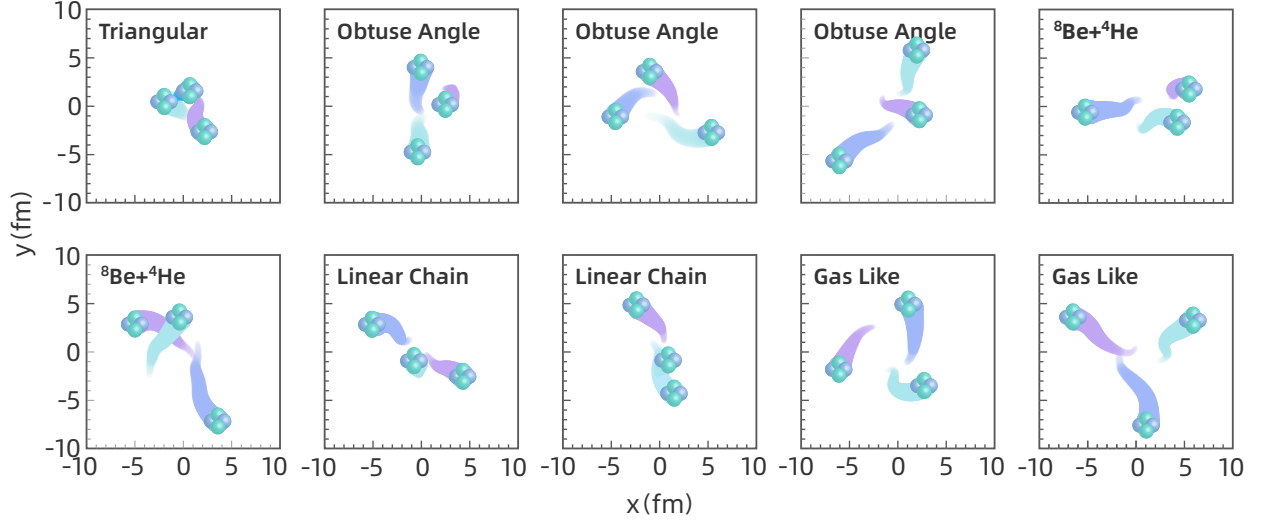 Triangular
Obtuse Angle
Obtuse Angle
Obtuse Angle
⁸Be+⁴He
10
5
0
-5
-10
y(fm)
⁸Be+⁴He
Linear Chain
Linear Chain
Gas Like
Gas Like
10
5
0
-5
-10
-10 -5 0 5 10 -10 -5 0 5 10 -10 -5 0 5 10 -10 -5 0 5 10 -10 -5 0 5 10
x(fm)